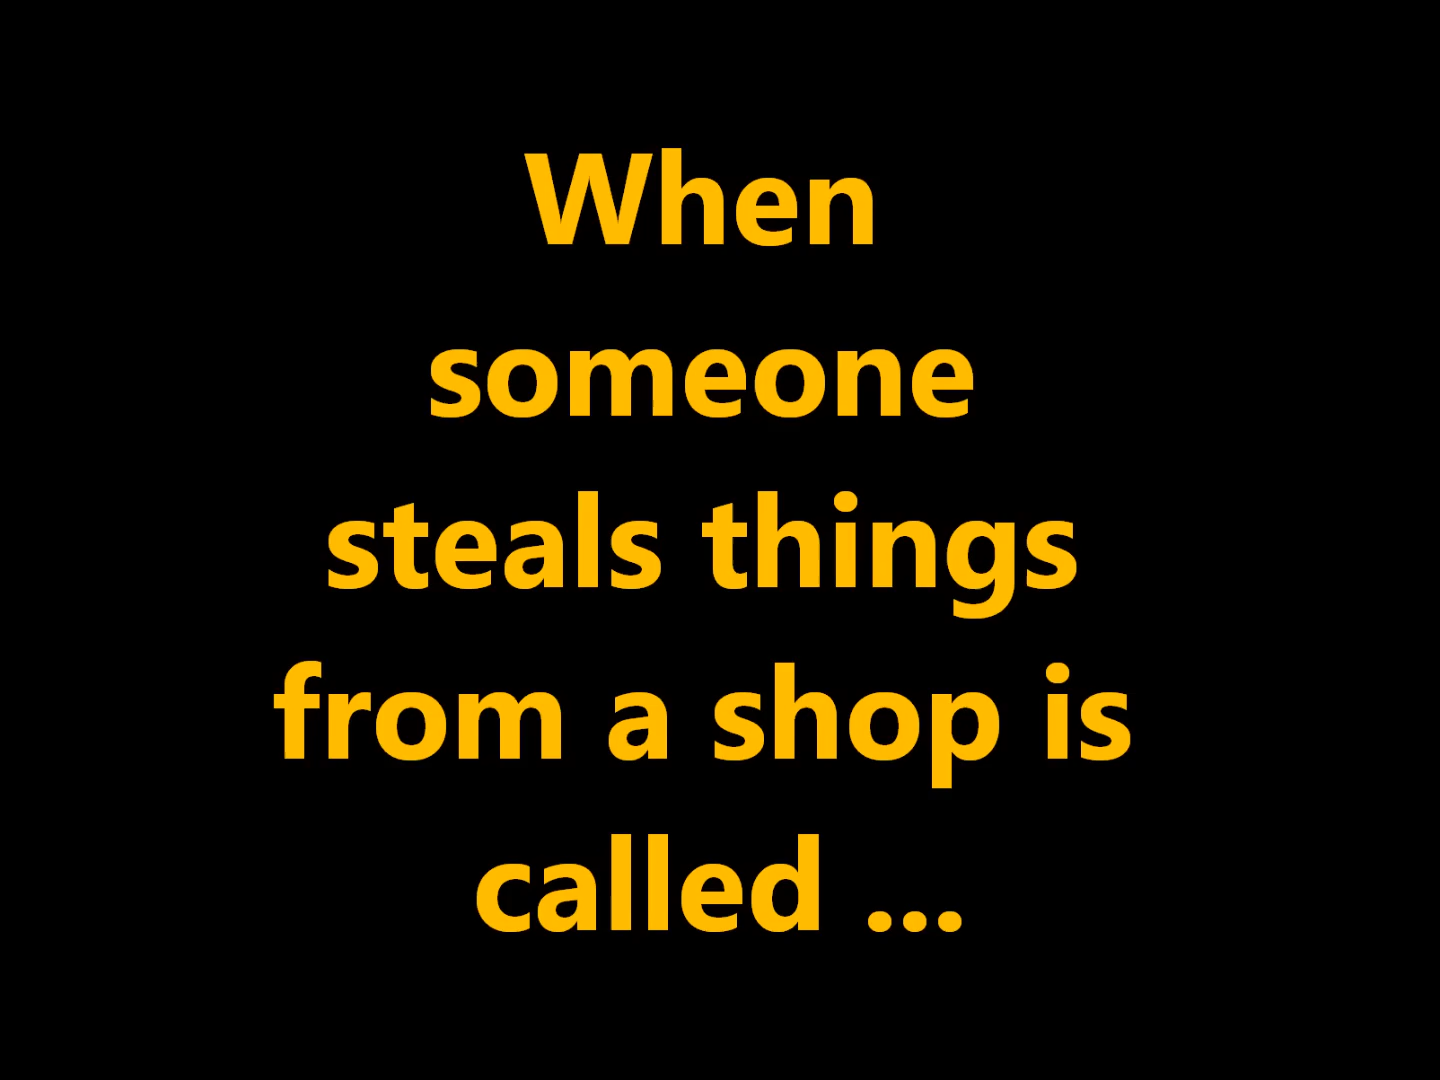 When
someone
steals things
from a shop is
called ...